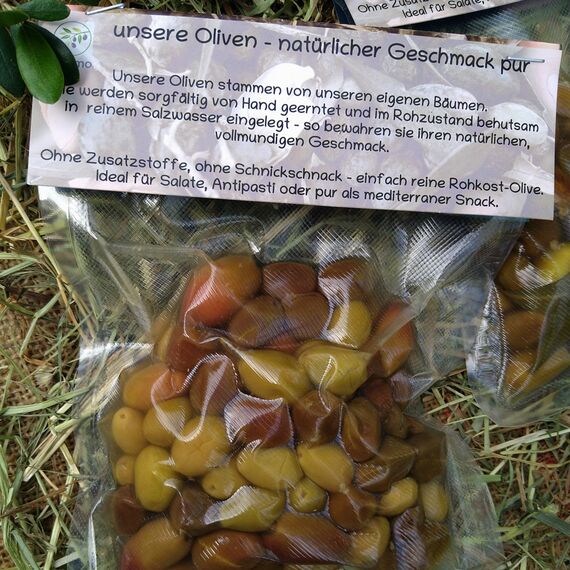 Ohne Zusatzstoffe, ohne Sch
Ideal für Salate,
unsere Oliven - natürlicher Geschmack pur
Unsere Oliven stammen von unseren eigenen Bäumen.
werden sorgfältig von Hand geerntet und im Rohzustand behutsam
in reinem Salzwasser eingelegt - so bewahren sie ihren natürlichen,
vollmundigen Geschmack.
Ohne Zusatzstoffe, ohne Schnickschnack - einfach reine Rohkost-Olive.
Ideal für Salate, Antipasti oder pur als mediterraner Snack.